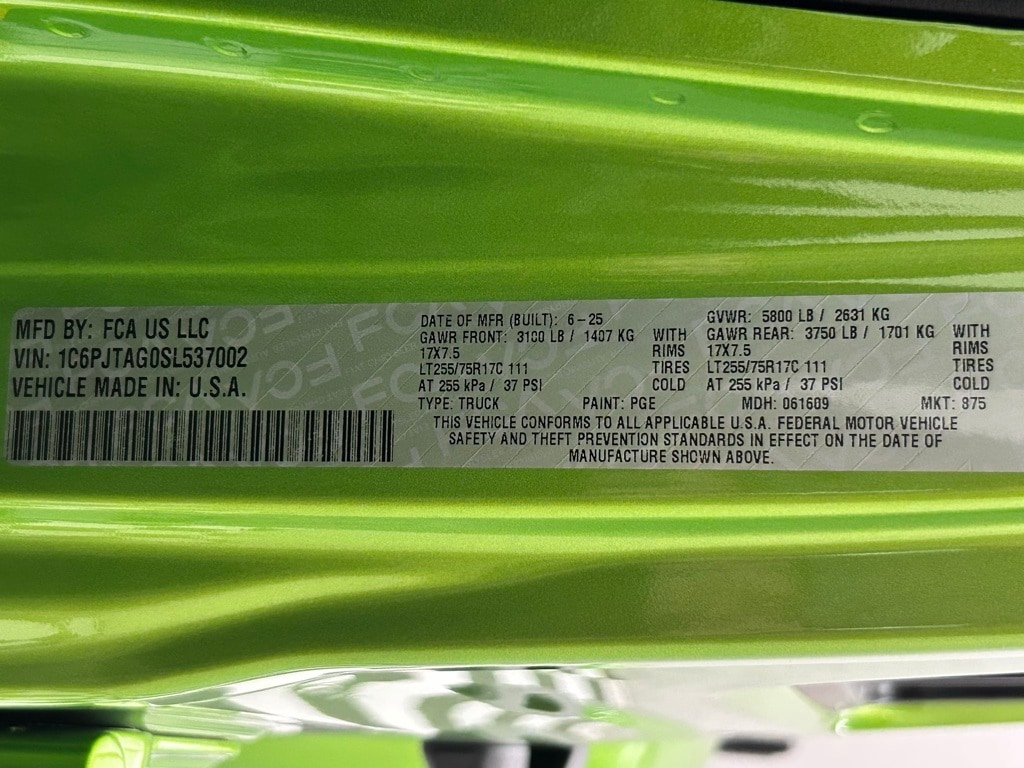 MFD BY: FCA US LLC
VIN: 1C6PJTAG0SL537002
VEHICLE MADE IN: U.S.A.
DATE OF MFR (BUILT): 6-25 GVWR: 5800 LB / 2631 KG
GAWR FRONT: 3100 LB / 1407 KG WITH GAWR REAR: 3750 LB / 1701 KG WITH
17X7.5 RIMS 17X7.5 RIMS
LT255/75R17C 111 TIRES LT255/75R17C 111 TIRES
AT 255 kPa / 37 PSI COLD AT 255 kPa / 37 PSI COLD
TYPE: TRUCK PAINT: PGE MDH: 061609 MKT: 875
THIS VEHICLE CONFORMS TO ALL APPLICABLE U.S.A. FEDERAL MOTOR VEHICLE
SAFETY AND THEFT PREVENTION STANDARDS IN EFFECT ON THE DATE OF
MANUFACTURE SHOWN ABOVE.